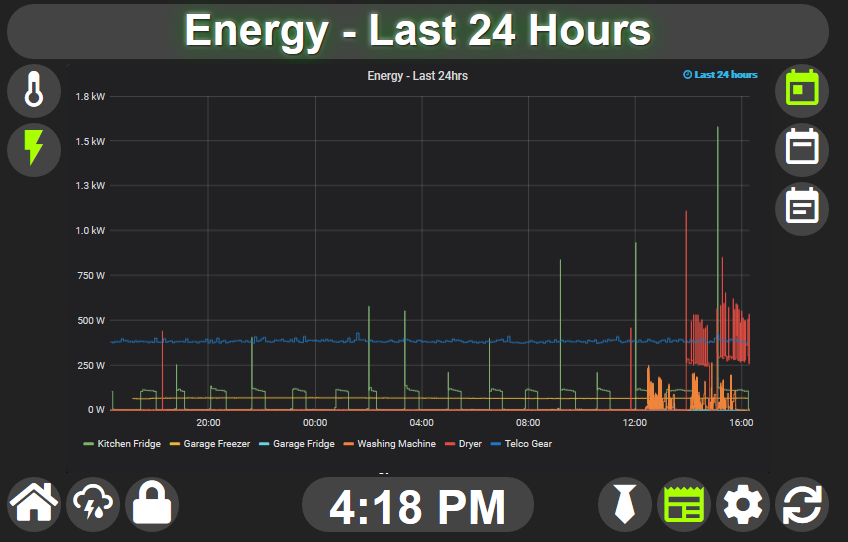 Energy - Last 24 Hours
Energy - Last 24hrs
Last 24 hours
1.8 kW
1.5 kW
1.3 kW
1.0 kW
750 W
500 W
250 W
0 W
20:00 00:00 04:00 08:00 12:00 16:00
Kitchen Fridge Garage Freezer Garage Fridge Washing Machine Dryer Telco Gear
4:18 PM